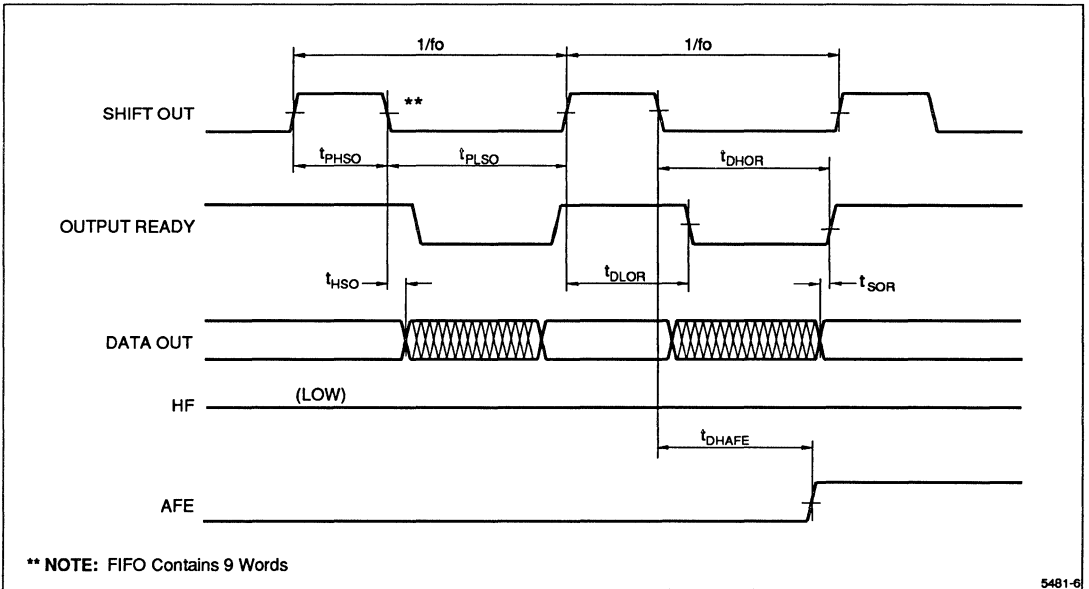 1/fo
1/fo
SHIFT OUT
**
tPHSO
tPLSO
tDHOR
OUTPUT READY
tHSO
tDLOR
tSOR
DATA OUT
HF
(LOW)
tDHAFE
AFE
** NOTE: FIFO Contains 9 Words
5481-6